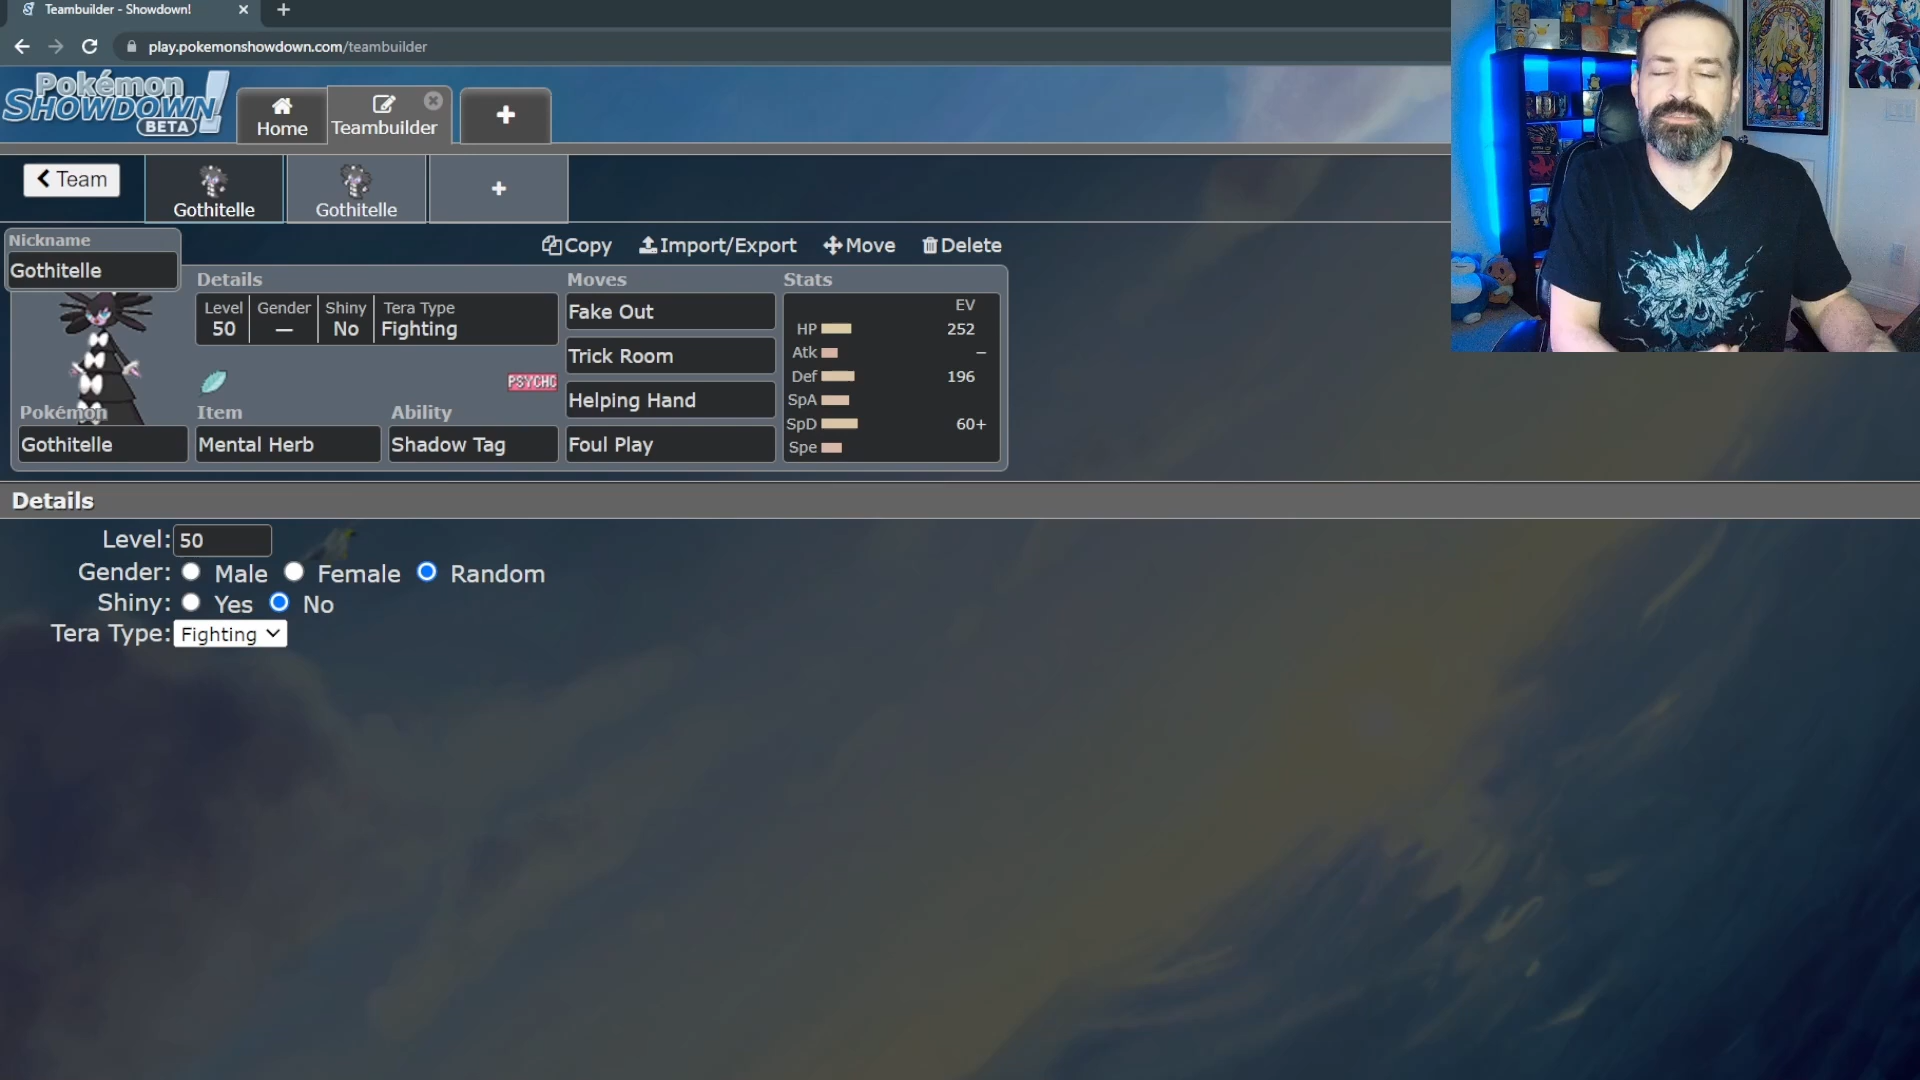 Teambuilder - Showdown!
play.pokemonshowdown.com/teambuilder
Pokémon
SHOWDOWN!
BETA
Home
Teambuilder
Team
Gothitelle
Gothitelle
Nickname
Gothitelle
Copy
Import/Export
Move
Delete
Details
Level
50
Gender
—
Shiny
No
Tera Type
Fighting
PSYCHC
Pokémon
Gothitelle
Item
Mental Herb
Ability
Shadow Tag
Moves
Fake Out
Trick Room
Helping Hand
Foul Play
Stats
EV
HP 252
Atk –
Def 196
SpA
SpD 60+
Spe
Details
Level: 50
Gender: Male Female Random
Shiny: Yes No
Tera Type: Fighting